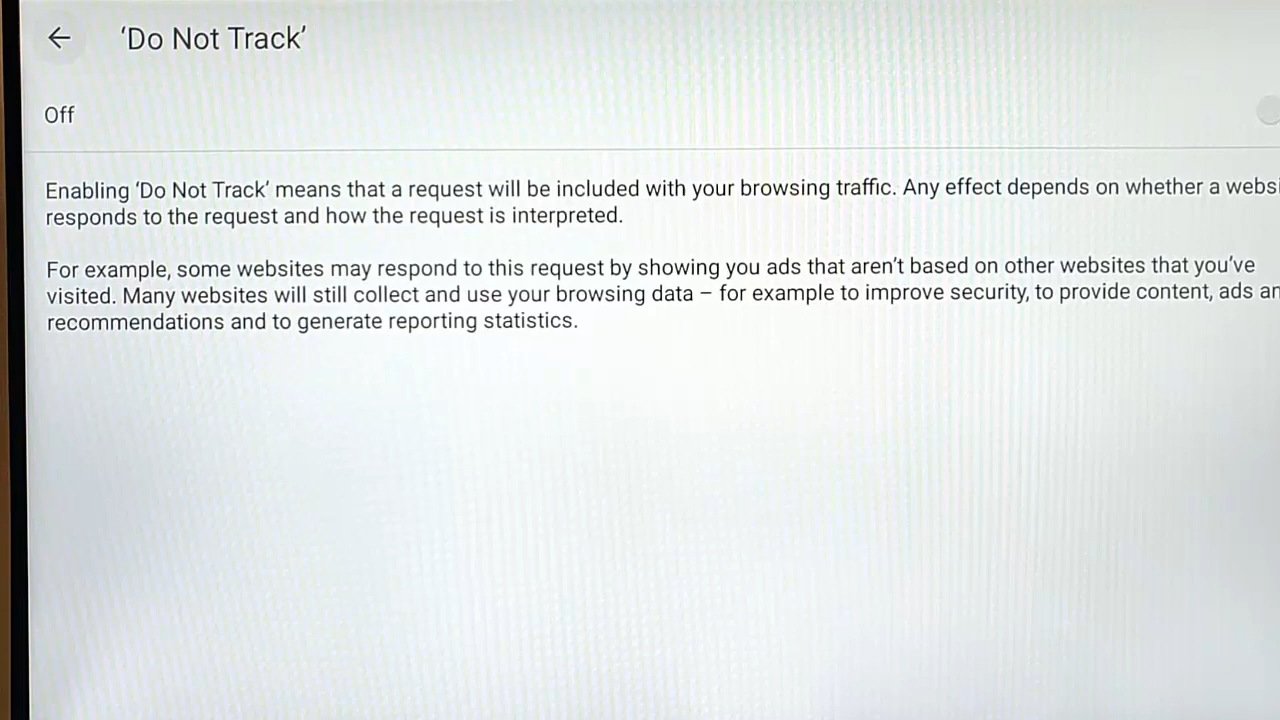 ‘Do Not Track’
Off
Enabling ‘Do Not Track’ means that a request will be included with your browsing traffic. Any effect depends on whether a websi
responds to the request and how the request is interpreted.
For example, some websites may respond to this request by showing you ads that aren’t based on other websites that you’ve
visited. Many websites will still collect and use your browsing data – for example to improve security, to provide content, ads an
recommendations and to generate reporting statistics.